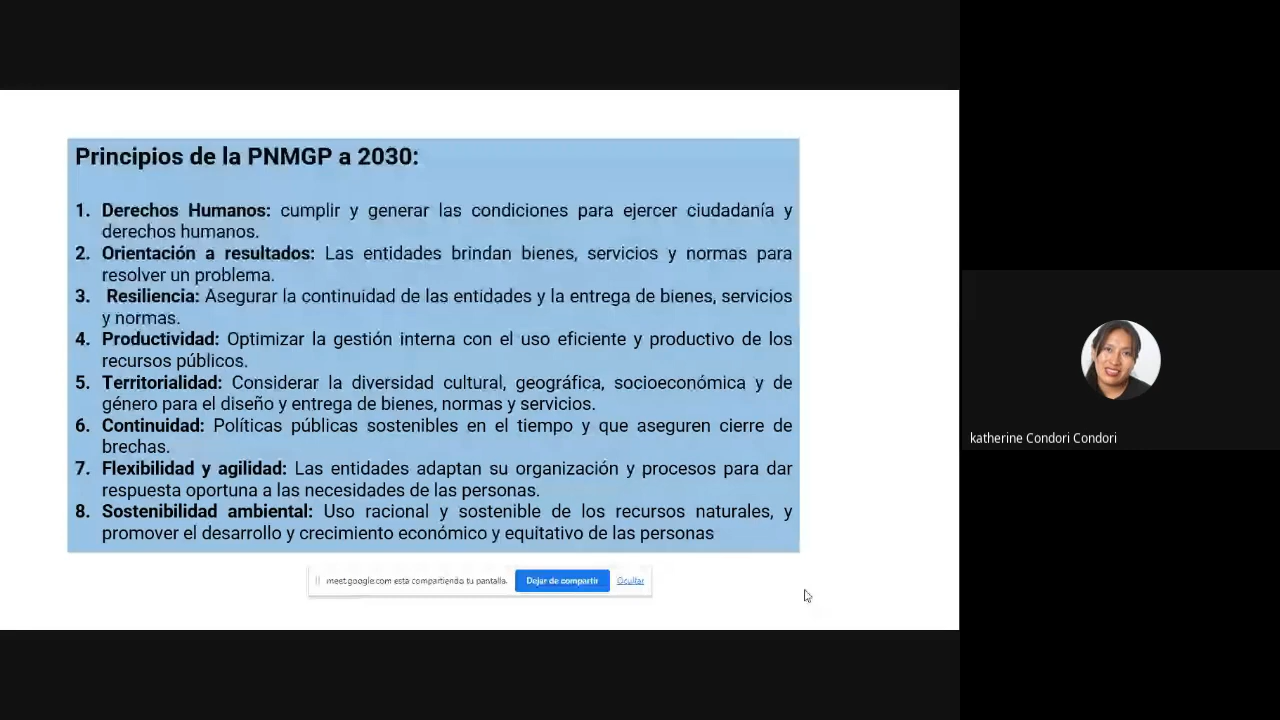 Principios de la PNMGP a 2030:
1. Derechos Humanos: cumplir y generar las condiciones para ejercer ciudadanía y
derechos humanos.
2. Orientación a resultados: Las entidades brindan bienes, servicios y normas para
resolver un problema.
3. Resiliencia: Asegurar la continuidad de las entidades y la entrega de bienes, servicios
y normas.
4. Productividad: Optimizar la gestión interna con el uso eficiente y productivo de los
recursos públicos.
5. Territorialidad: Considerar la diversidad cultural, geográfica, socioeconómica y de
género para el diseño y entrega de bienes, normas y servicios.
6. Continuidad: Políticas públicas sostenibles en el tiempo y que aseguren cierre de
brechas.
7. Flexibilidad y agilidad: Las entidades adaptan su organización y procesos para dar
respuesta oportuna a las necesidades de las personas.
8. Sostenibilidad ambiental: Uso racional y sostenible de los recursos naturales, y
promover el desarrollo y crecimiento económico y equitativo de las personas
meet.google.com esta compartiendo tu pantalla. Dejar de compartir Ocultar
katherine Condori Condori